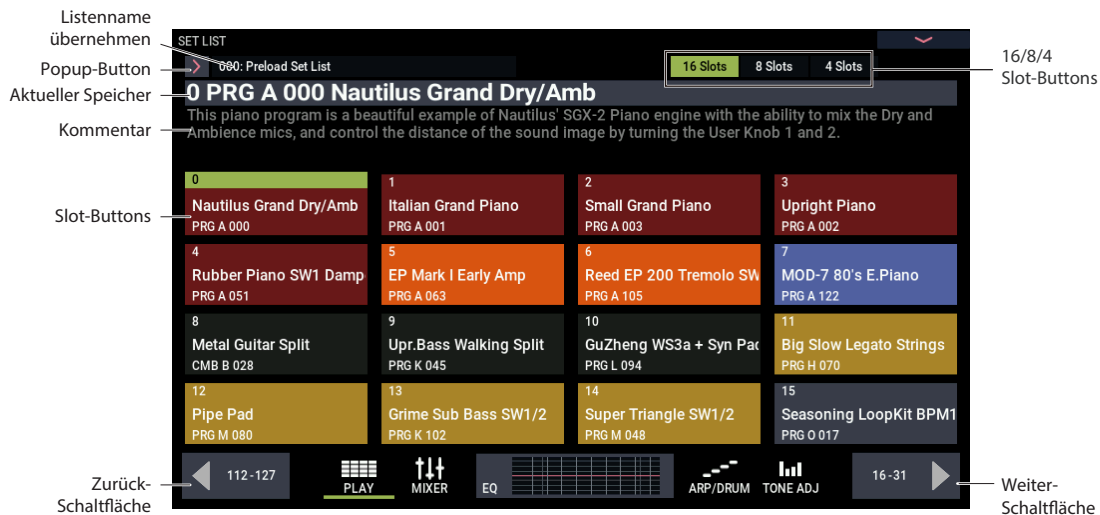 Listenname
übernehmen
Popup-Button
Aktueller Speicher
Kommentar
Slot-Buttons
Zurück-
Schaltfläche
16/8/4
Slot-Buttons
Weiter-
Schaltfläche
SET LIST
000: Preload Set List
16 Slots 8 Slots 4 Slots
0 PRG A 000 Nautilus Grand Dry/Amb
This piano program is a beautiful example of Nautilus' SGX-2 Piano engine with the ability to mix the Dry and
Ambience mics, and control the distance of the sound image by turning the User Knob 1 and 2.
0
Nautilus Grand Dry/Amb
PRG A 000
1
Italian Grand Piano
PRG A 001
2
Small Grand Piano
PRG A 003
3
Upright Piano
PRG A 002
4
Rubber Piano SW1 Damp
PRG A 051
5
EP Mark I Early Amp
PRG A 063
6
Reed EP 200 Tremolo SW
PRG A 105
7
MOD-7 80's E.Piano
PRG A 122
8
Metal Guitar Split
CMB B 028
9
Upr.Bass Walking Split
PRG K 045
10
GuZheng WS3a + Syn Pad
PRG L 094
11
Big Slow Legato Strings
PRG H 070
12
Pipe Pad
PRG M 080
13
Grime Sub Bass SW1/2
PRG K 102
14
Super Triangle SW1/2
PRG M 048
15
Seasoning LoopKit BPM1
PRG O 017
112-127
PLAY
MIXER
EQ
ARP/DRUM
TONE ADJ
16-31